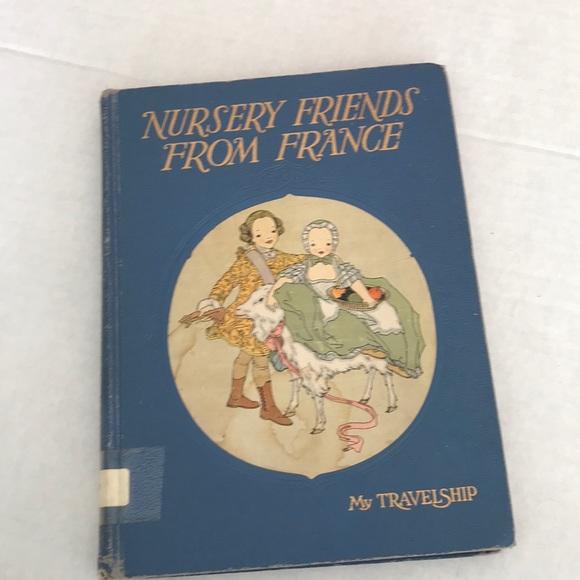 NURSERY FRIENDS
FROM FRANCE
My TRAVELSHIP